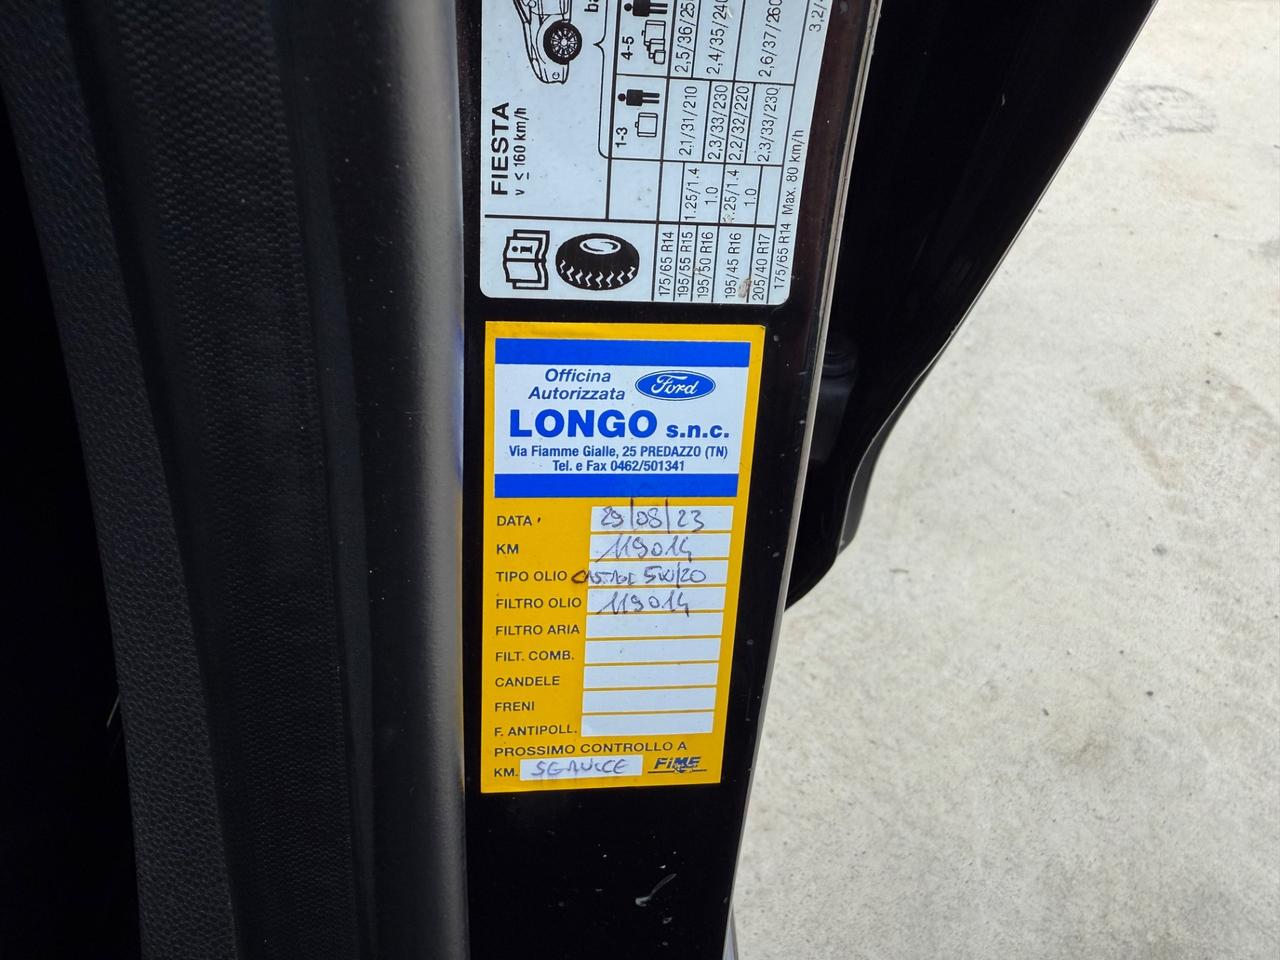 FIESTA
v ≤ 160 km/h
4-5
1-3
175/65 R14
195/55 R15 1.25/1.4 2,1/31/210 2,5/36/25
195/50 R16 1.0 2,3/33/230 2,4/35/240
195/45 R16 .25/1.4 2,2/32/220
205/40 R17 1.0 2,3/33/230 2,6/37/260
175/65 R14 Max. 80 km/h 3,2/
Officina
Autorizzata
Ford
LONGO s.n.c.
Via Fiamme Gialle, 25 PREDAZZO (TN)
Tel. e Fax 0462/501341
DATA 29/08/23
KM 119014
TIPO OLIO CASTROL 5W/20
FILTRO OLIO 119014
FILTRO ARIA
FILT. COMB.
CANDELE
FRENI
F. ANTIPOLL.
PROSSIMO CONTROLLO A
KM.
FIME